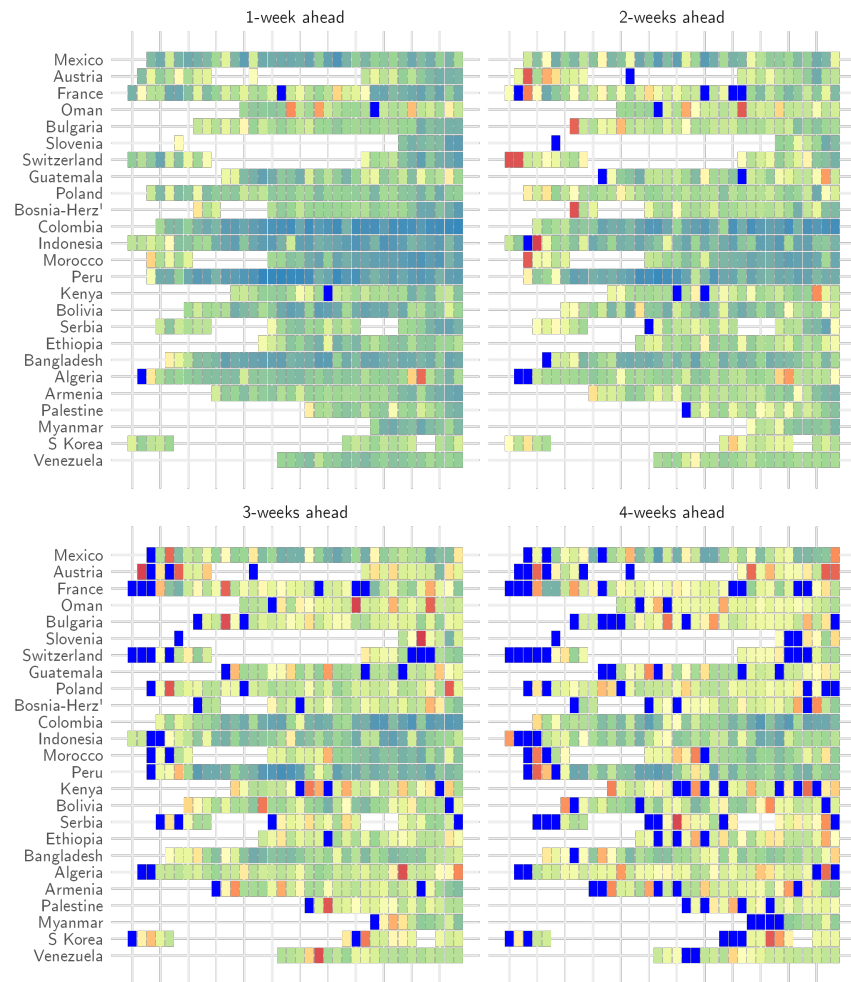 1-week ahead
2-weeks ahead
Mexico
Austria
France
Oman
Bulgaria
Slovenia
Switzerland
Guatemala
Poland
Bosnia-Herz'
Colombia
Indonesia
Morocco
Peru
Kenya
Bolivia
Serbia
Ethiopia
Bangladesh
Algeria
Armenia
Palestine
Myanmar
S Korea
Venezuela
3-weeks ahead
4-weeks ahead
Mexico
Austria
France
Oman
Bulgaria
Slovenia
Switzerland
Guatemala
Poland
Bosnia-Herz'
Colombia
Indonesia
Morocco
Peru
Kenya
Bolivia
Serbia
Ethiopia
Bangladesh
Algeria
Armenia
Palestine
Myanmar
S Korea
Venezuela